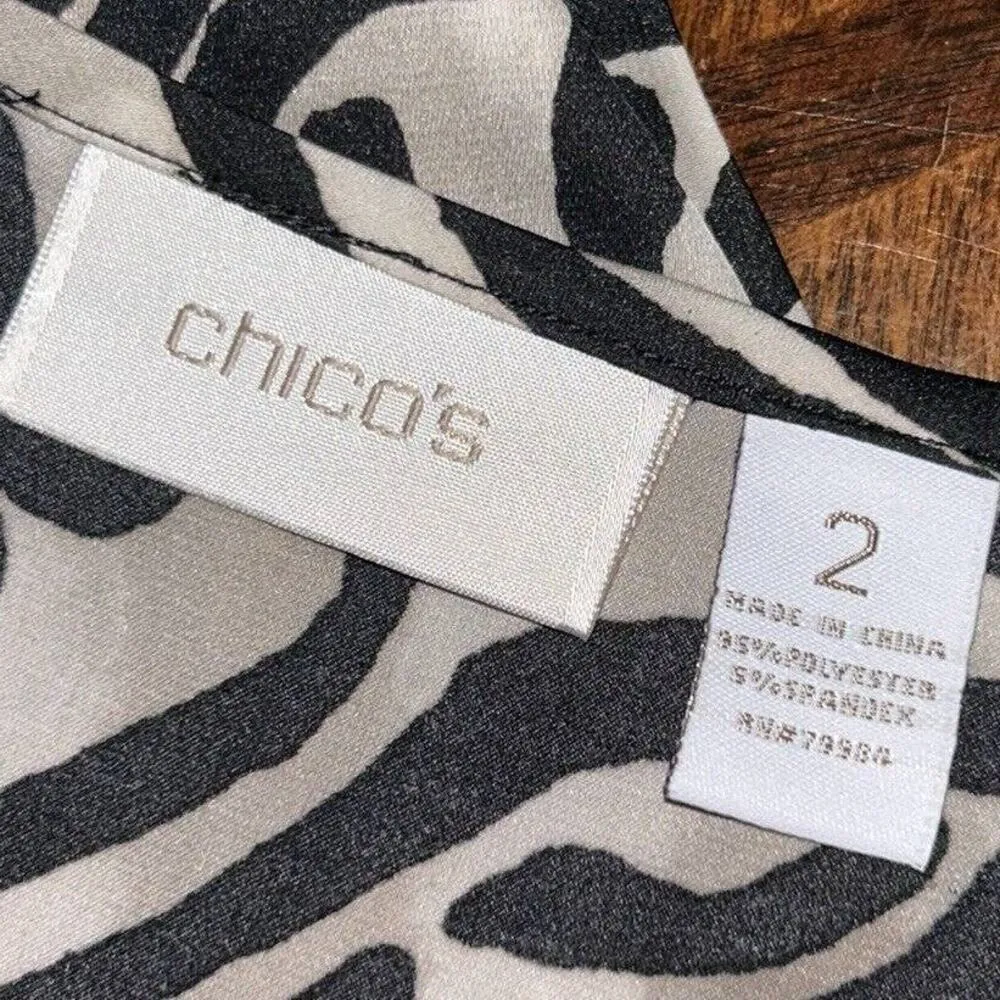 chico's
2
MADE IN CHINA
95%POLYESTER
5%SPANDEX
RN#79984